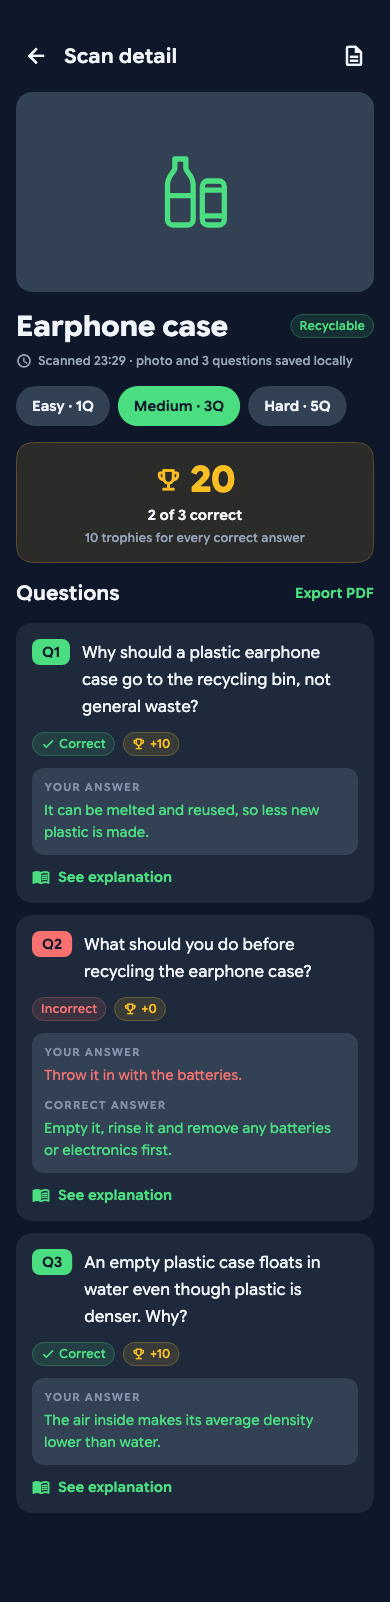 Scan detail
Earphone case
Recyclable
Scanned 23:29 · photo and 3 questions saved locally
Easy · 1Q
Medium · 3Q
Hard · 5Q
20
2 of 3 correct
10 trophies for every correct answer
Questions
Export PDF
Q1
Why should a plastic earphone
case go to the recycling bin, not
general waste?
Correct
+10
YOUR ANSWER
It can be melted and reused, so less new
plastic is made.
See explanation
Q2
What should you do before
recycling the earphone case?
Incorrect
+0
YOUR ANSWER
Throw it in with the batteries.
CORRECT ANSWER
Empty it, rinse it and remove any batteries
or electronics first.
See explanation
Q3
An empty plastic case floats in
water even though plastic is
denser. Why?
Correct
+10
YOUR ANSWER
The air inside makes its average density
lower than water.
See explanation